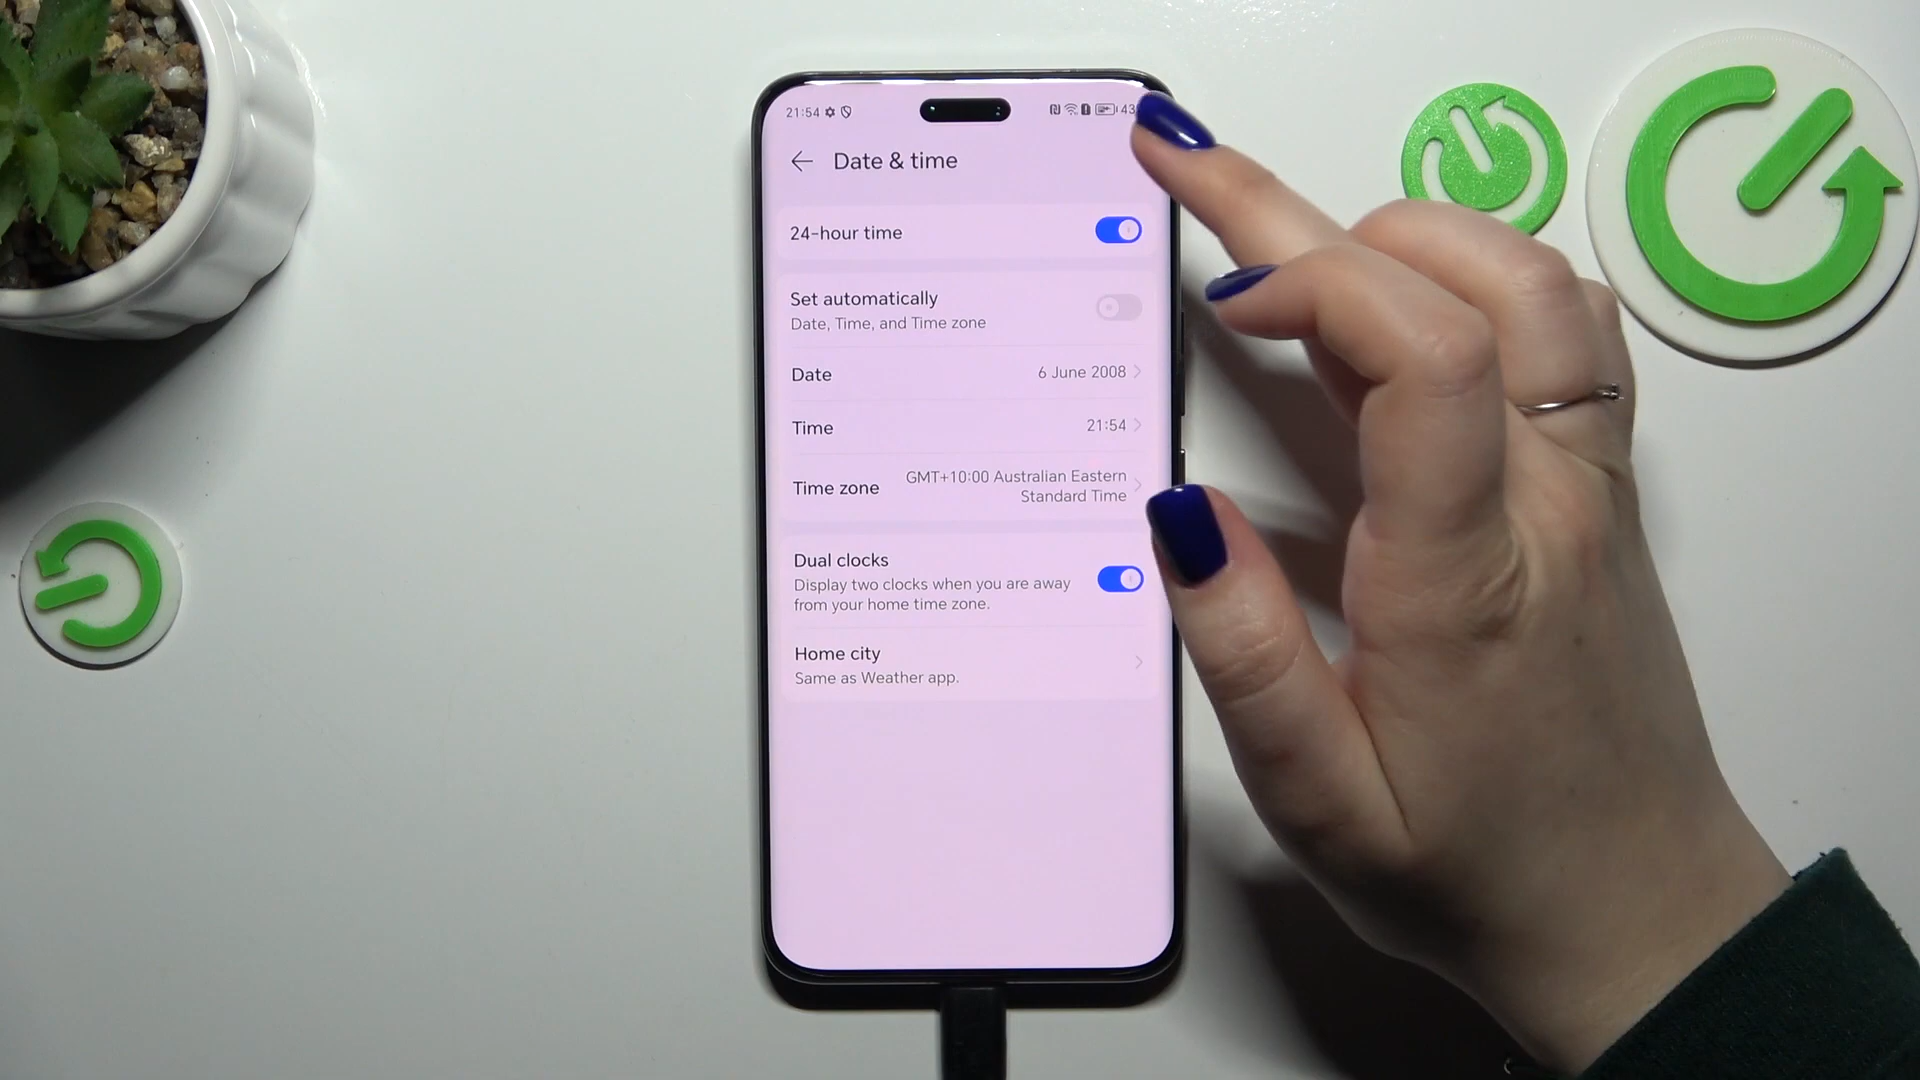 21:54
Date & time
24-hour time
Set automatically
Date, Time, and Time zone
Date 6 June 2008
Time 21:54
Time zone GMT+10:00 Australian Eastern
Standard Time
Dual clocks
Display two clocks when you are away
from your home time zone.
Home city
Same as Weather app.